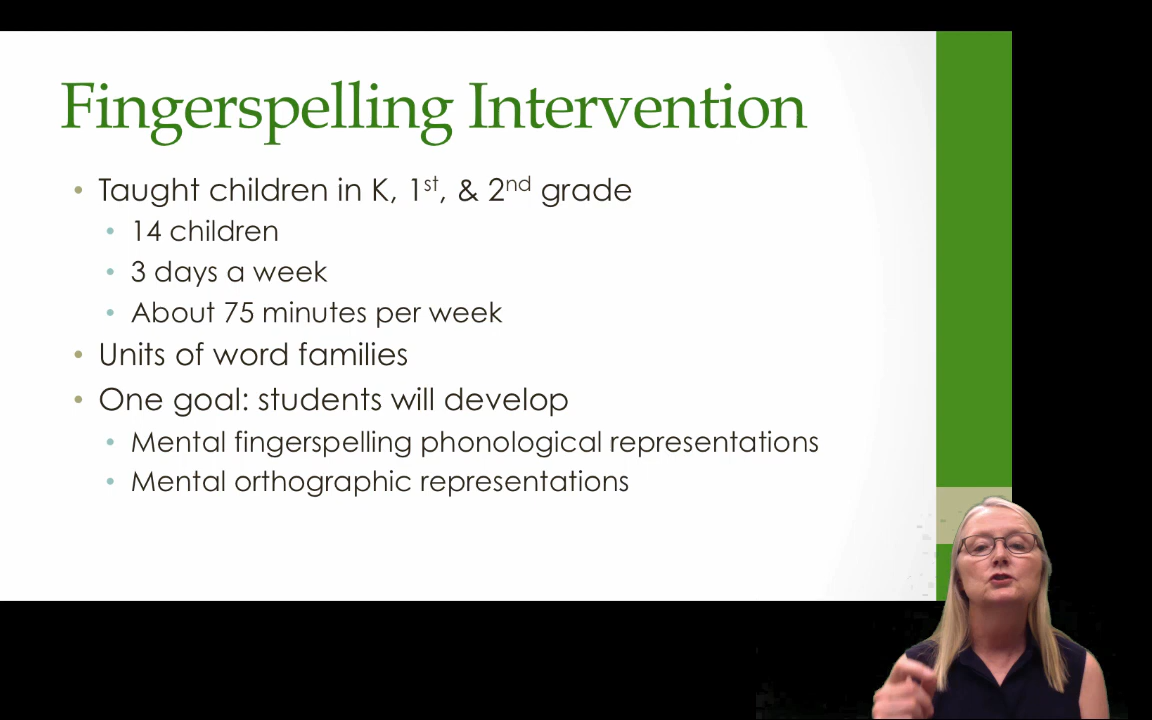 Fingerspelling Intervention
• Taught children in K, 1st, & 2nd grade
• 14 children
• 3 days a week
• About 75 minutes per week
• Units of word families
• One goal: students will develop
• Mental fingerspelling phonological representations
• Mental orthographic representations